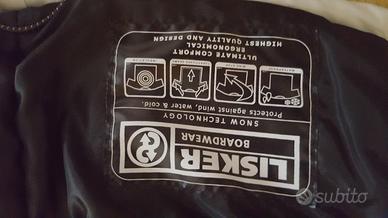 LISKER
BOARDWEAR
SNOW TECHNOLOGY
Protects against wind, water & cold.
ULTIMATE COMFORT
ERGONOMICAL
HIGHEST QUALITY AND DESIGN
subito